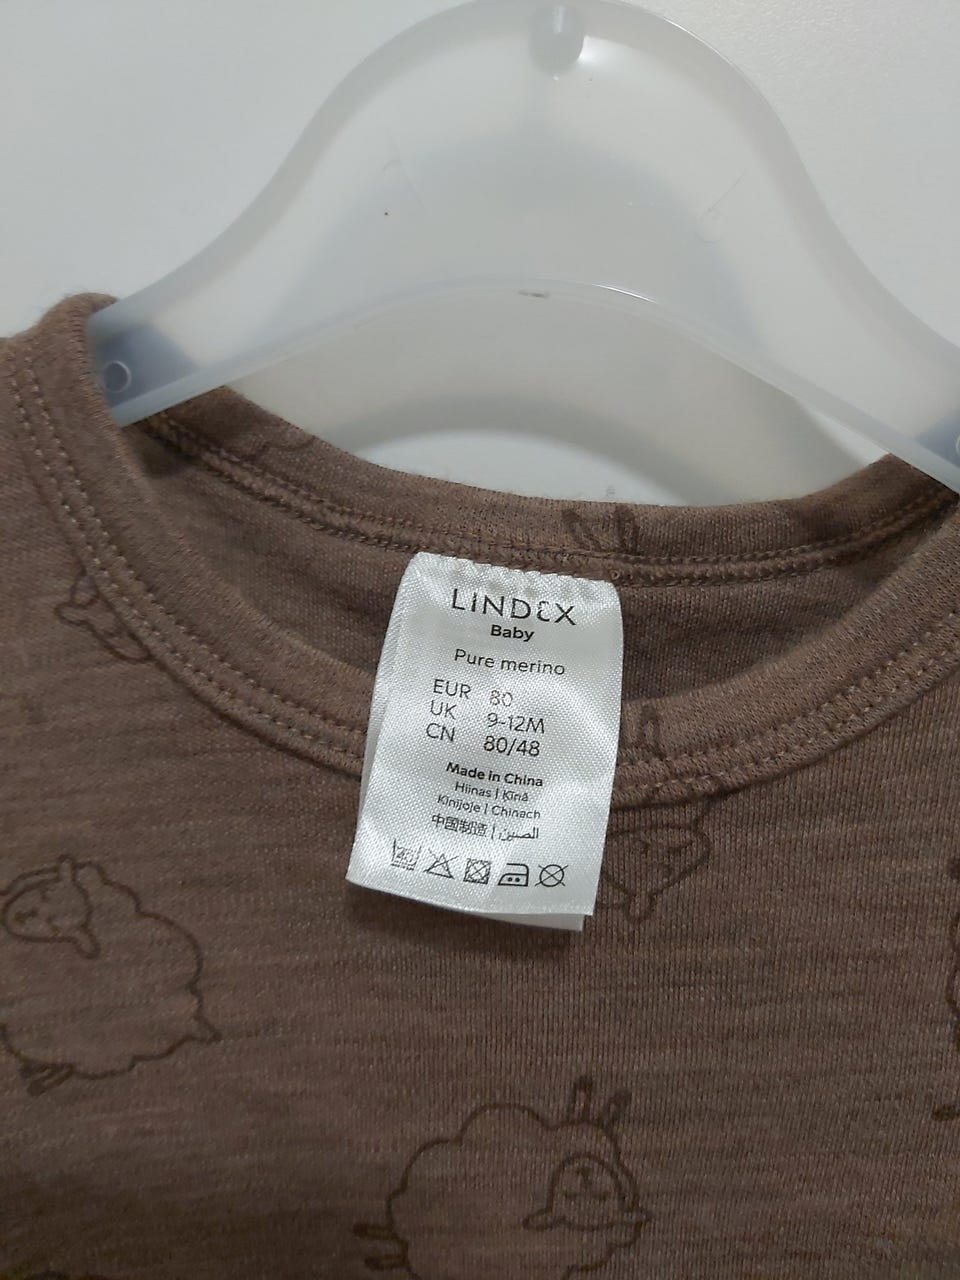 LINDEX
Baby
Pure merino
EUR 80
UK 9-12M
CN 80/48
Made in China
Hiinas | Ķīnā
Kinijoje | Chinach
中国制造 | الصين